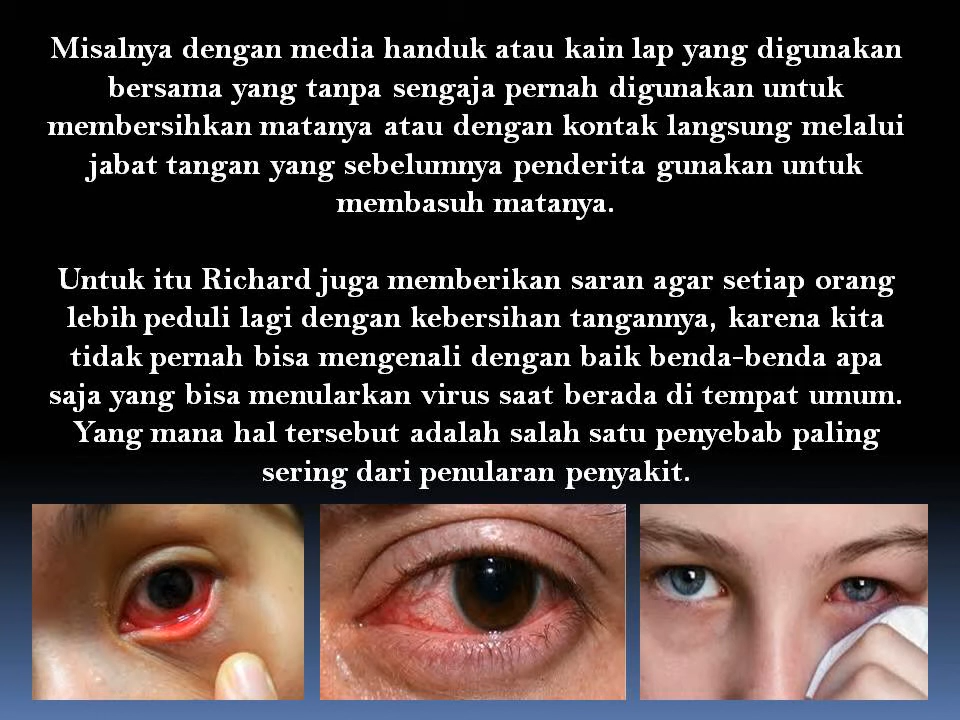 Misalnya dengan media handuk atau kain lap yang digunakan
bersama yang tanpa sengaja pernah digunakan untuk
membersihkan matanya atau dengan kontak langsung melalui
jabat tangan yang sebelumnya penderita gunakan untuk
membasuh matanya.
Untuk itu Richard juga memberikan saran agar setiap orang
lebih peduli lagi dengan kebersihan tangannya, karena kita
tidak pernah bisa mengenali dengan baik benda-benda apa
saja yang bisa menularkan virus saat berada di tempat umum.
Yang mana hal tersebut adalah salah satu penyebab paling
sering dari penularan penyakit.